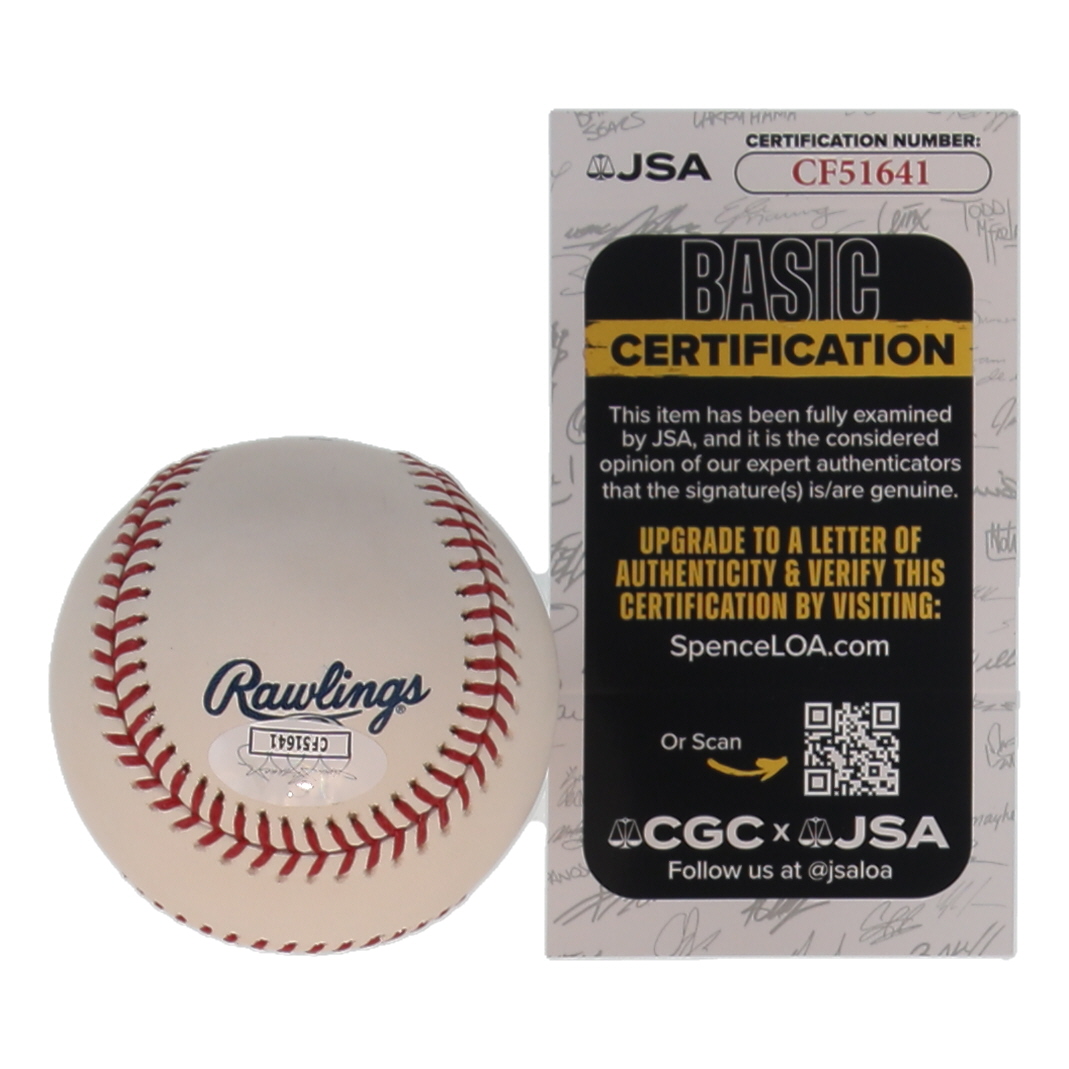 JSA
CERTIFICATION NUMBER:
CF51641
BASIC
CERTIFICATION
This item has been fully examined
by JSA, and it is the considered
opinion of our expert authenticators
that the signature(s) is/are genuine.
UPGRADE TO A LETTER OF
AUTHENTICITY & VERIFY THIS
CERTIFICATION BY VISITING:
SpenceLOA.com
Or Scan
CGC x JSA
Follow us at @jsaloa
Rawlings®
CF51641